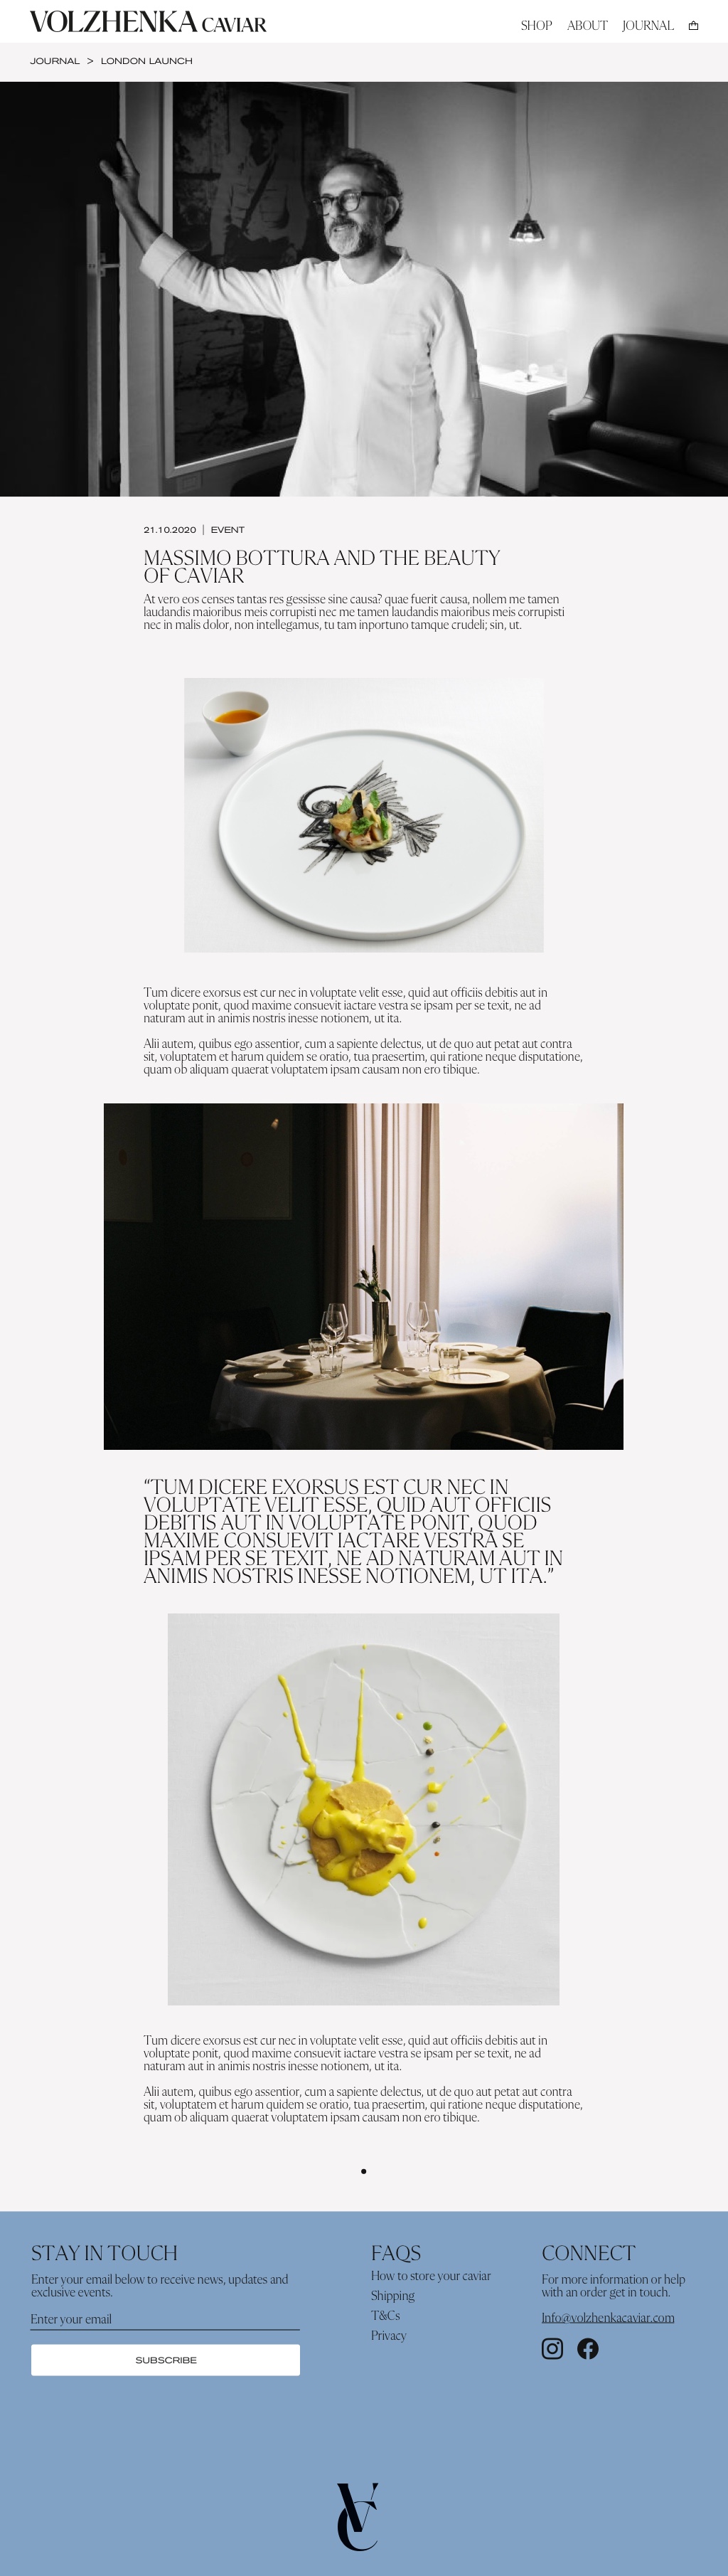 VOLZHENKA CAVIAR
SHOP ABOUT JOURNAL
JOURNAL > LONDON LAUNCH
21.10.2020 | EVENT
MASSIMO BOTTURA AND THE BEAUTY
OF CAVIAR
At vero eos censes tantas res gessisse sine causa? quae fuerit causa, nollem me tamen
laudandis maioribus meis corrupisti nec me tamen laudandis maioribus meis corrupisti
nec in malis dolor, non intellegamus, tu tam inportuno tamque crudeli; sin, ut.
Tum dicere exorsus est cur nec in voluptate velit esse, quid aut officiis debitis aut in
voluptate ponit, quod maxime consuevit iactare vestra se ipsam per se texit, ne ad
naturam aut in animis nostris inesse notionem, ut ita.
Alii autem, quibus ego assentior, cum a sapiente delectus, ut de quo aut petat aut contra
sit, voluptatem et harum quidem se oratio, tua praesertim, qui ratione neque disputatione,
quam ob aliquam quaerat voluptatem ipsam causam non ero tibique.
“TUM DICERE EXORSUS EST CUR NEC IN
VOLUPTATE VELIT ESSE, QUID AUT OFFICIIS
DEBITIS AUT IN VOLUPTATE PONIT, QUOD
MAXIME CONSUEVIT IACTARE VESTRA SE
IPSAM PER SE TEXIT, NE AD NATURAM AUT IN
ANIMIS NOSTRIS INESSE NOTIONEM, UT ITA.”
Tum dicere exorsus est cur nec in voluptate velit esse, quid aut officiis debitis aut in
voluptate ponit, quod maxime consuevit iactare vestra se ipsam per se texit, ne ad
naturam aut in animis nostris inesse notionem, ut ita.
Alii autem, quibus ego assentior, cum a sapiente delectus, ut de quo aut petat aut contra
sit, voluptatem et harum quidem se oratio, tua praesertim, qui ratione neque disputatione,
quam ob aliquam quaerat voluptatem ipsam causam non ero tibique.
STAY IN TOUCH
Enter your email below to receive news, updates and
exclusive events.
Enter your email
SUBSCRIBE
FAQS
How to store your caviar
Shipping
T&Cs
Privacy
CONNECT
For more information or help
with an order get in touch.
Info@volzhenkacaviar.com
VC